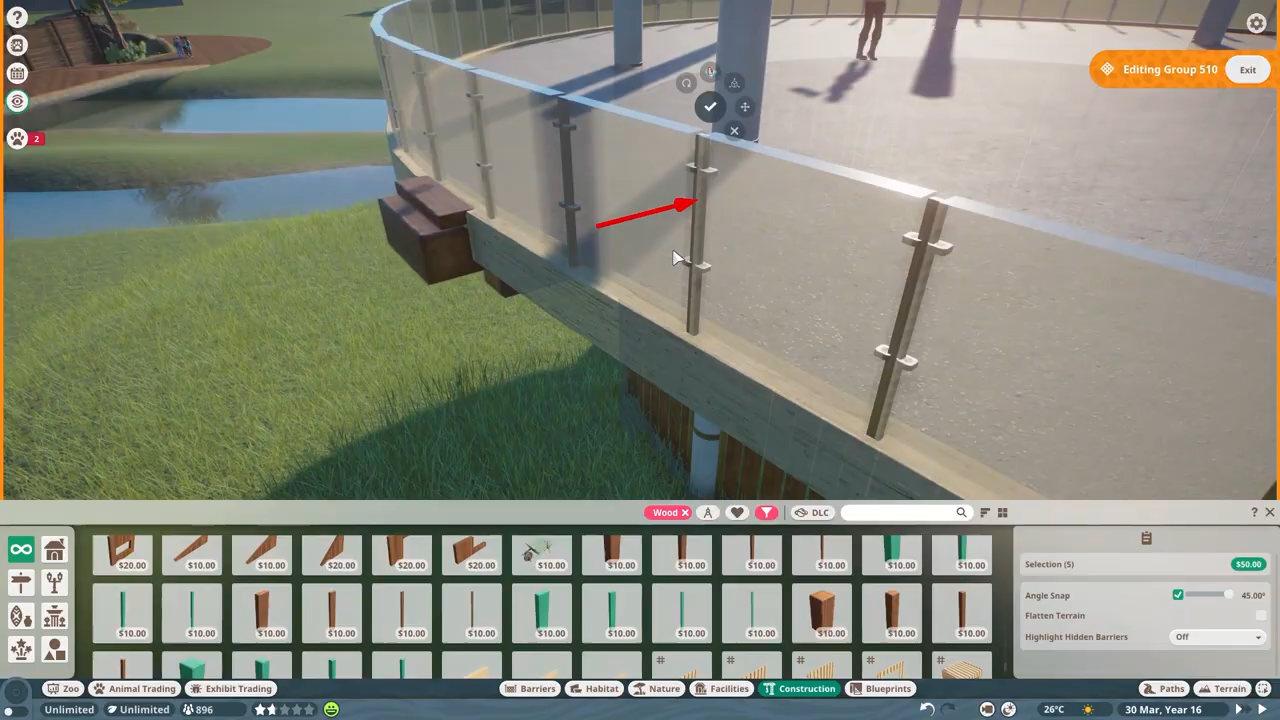 ?
Editing Group 510
Exit
2
Wood ×
DLC
? ×
$20.00 $10.00 $10.00 $10.00 $20.00 $20.00 $10.00 $10.00 $10.00 $10.00 $10.00 $10.00 $10.00
Selection (5)
$50.00
Angle Snap
45.00°
Flatten Terrain
Highlight Hidden Barriers
Off
$10.00 $10.00 $10.00 $10.00 $10.00 $10.00 $10.00 $10.00 $10.00 $10.00 $10.00 $10.00 $10.00
# # # # #
Zoo
Animal Trading
Exhibit Trading
Barriers
Habitat
Nature
Facilities
Construction
Blueprints
Paths
Terrain
Unlimited
Unlimited
896
26°C
30 Mar, Year 16